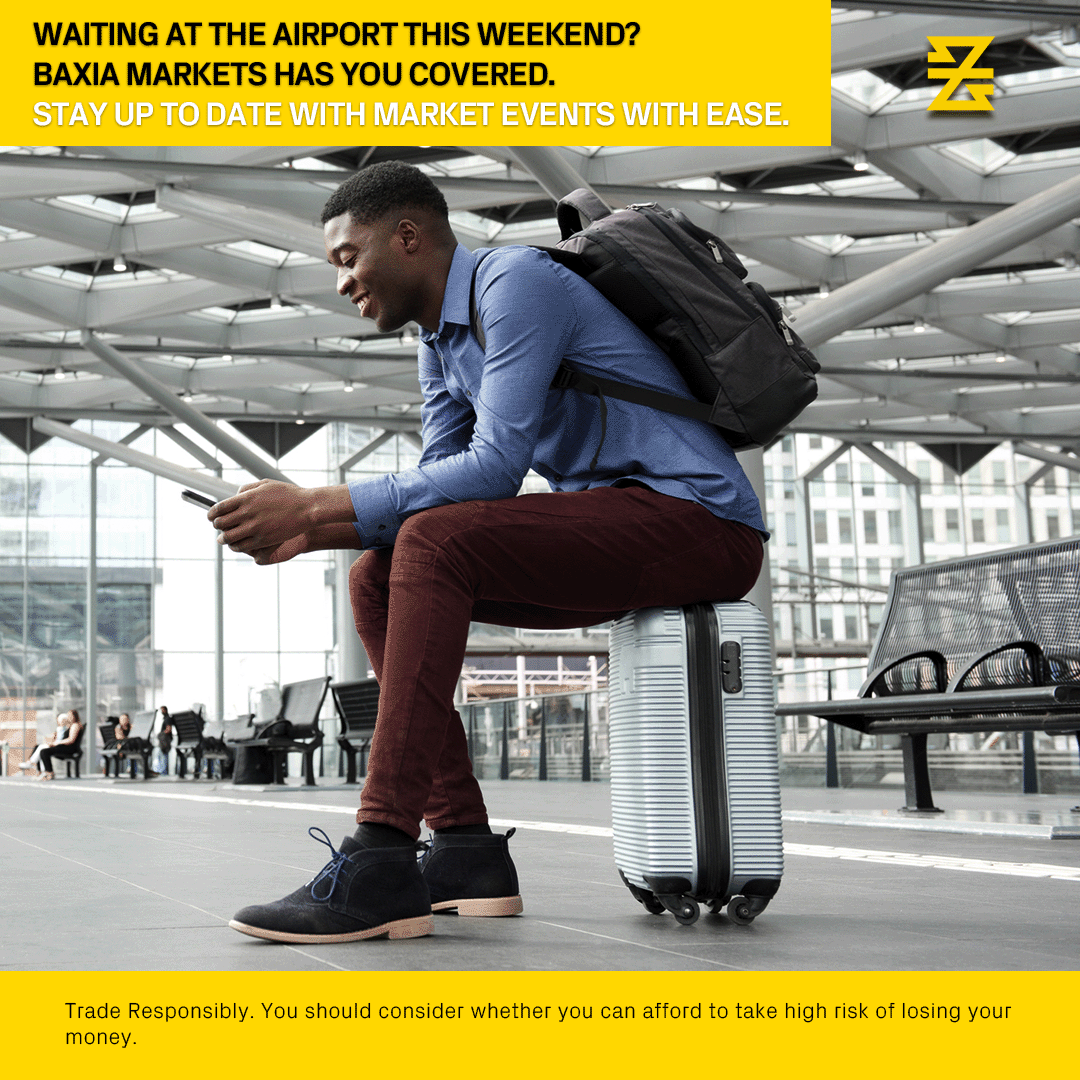 WAITING AT THE AIRPORT THIS WEEKEND?
BAXIA MARKETS HAS YOU COVERED.
STAY UP TO DATE WITH MARKET EVENTS WITH EASE.
Trade Responsibly. You should consider whether you can afford to take high risk of losing your
money.